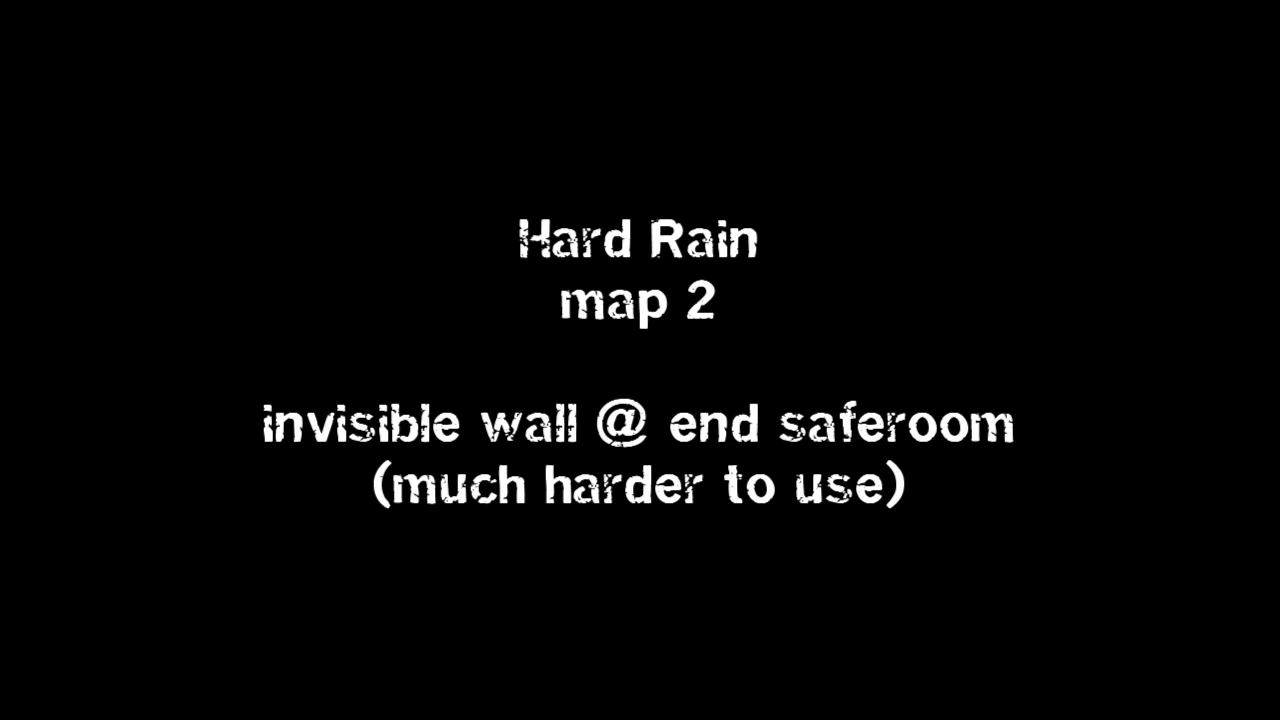 Hard Rain
map 2
invisible wall @ end saferoom
(much harder to use)